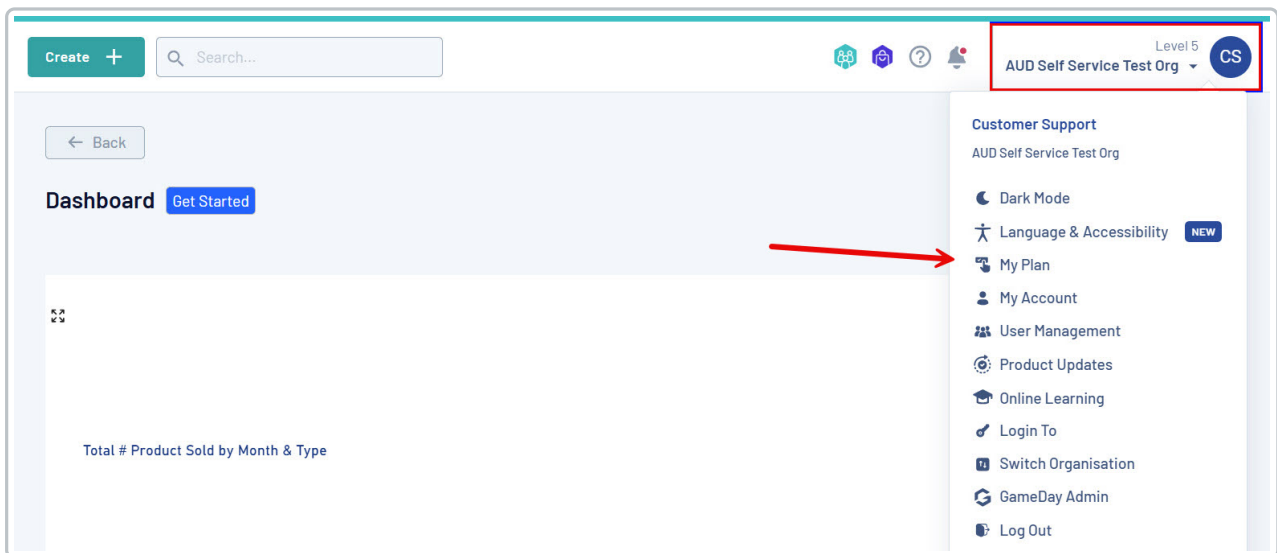 Create
Search...
Level 5
AUD Self Service Test Org
CS
Back
Customer Support
AUD Self Service Test Org
Dashboard
Get Started
Dark Mode
Language & Accessibility NEW
My Plan
My Account
User Management
Product Updates
Online Learning
Login To
Switch Organisation
GameDay Admin
Log Out
Total # Product Sold by Month & Type